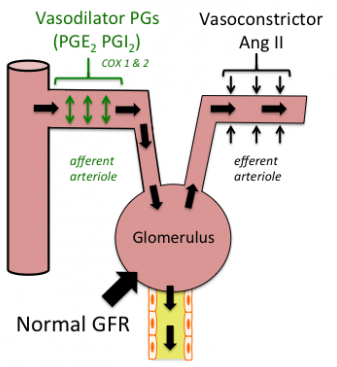 Vasodilator PGs
(PGE₂ PGI₂)
COX 1 & 2
Vasoconstrictor
Ang II
afferent
arteriole
efferent
arteriole
Glomerulus
Normal GFR